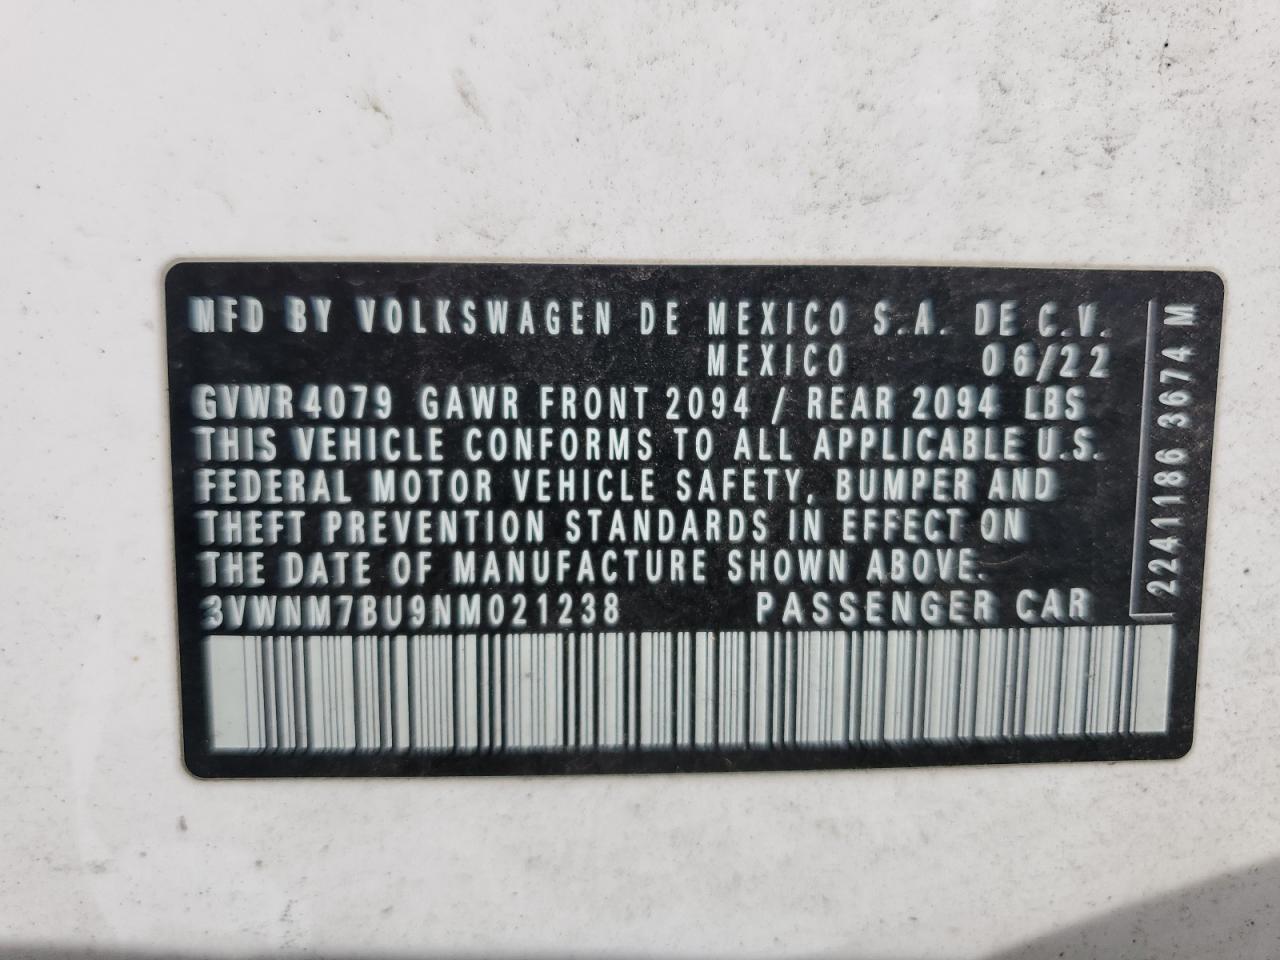 MFD BY VOLKSWAGEN DE MEXICO S.A. DE C.V.
MEXICO 06/22
GVWR 4079 GAWR FRONT 2094 / REAR 2094 LBS
THIS VEHICLE CONFORMS TO ALL APPLICABLE U.S.
FEDERAL MOTOR VEHICLE SAFETY, BUMPER AND
THEFT PREVENTION STANDARDS IN EFFECT ON
THE DATE OF MANUFACTURE SHOWN ABOVE.
3VWNM7BU9NM021238 PASSENGER CAR
2241186 3674 M